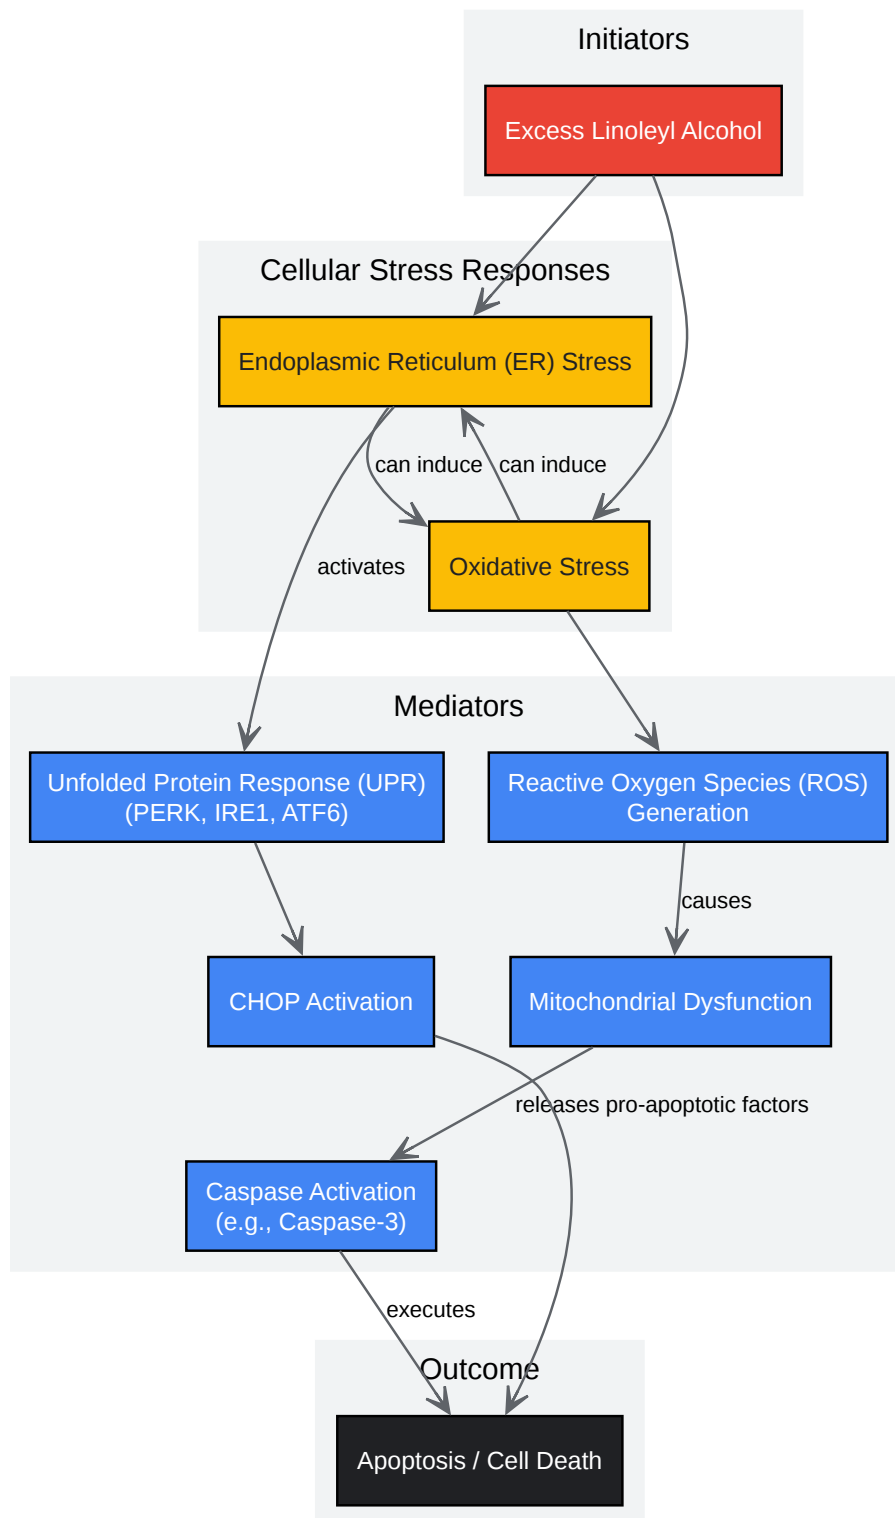 Initiators
Excess Linoleyl Alcohol
Cellular Stress Responses
Endoplasmic Reticulum (ER) Stress
can induce
can induce
activates
Oxidative Stress
Mediators
Unfolded Protein Response (UPR)
(PERK, IRE1, ATF6)
Reactive Oxygen Species (ROS)
Generation
causes
CHOP Activation
Mitochondrial Dysfunction
releases pro-apoptotic factors
Caspase Activation
(e.g., Caspase-3)
executes
Outcome
Apoptosis / Cell Death